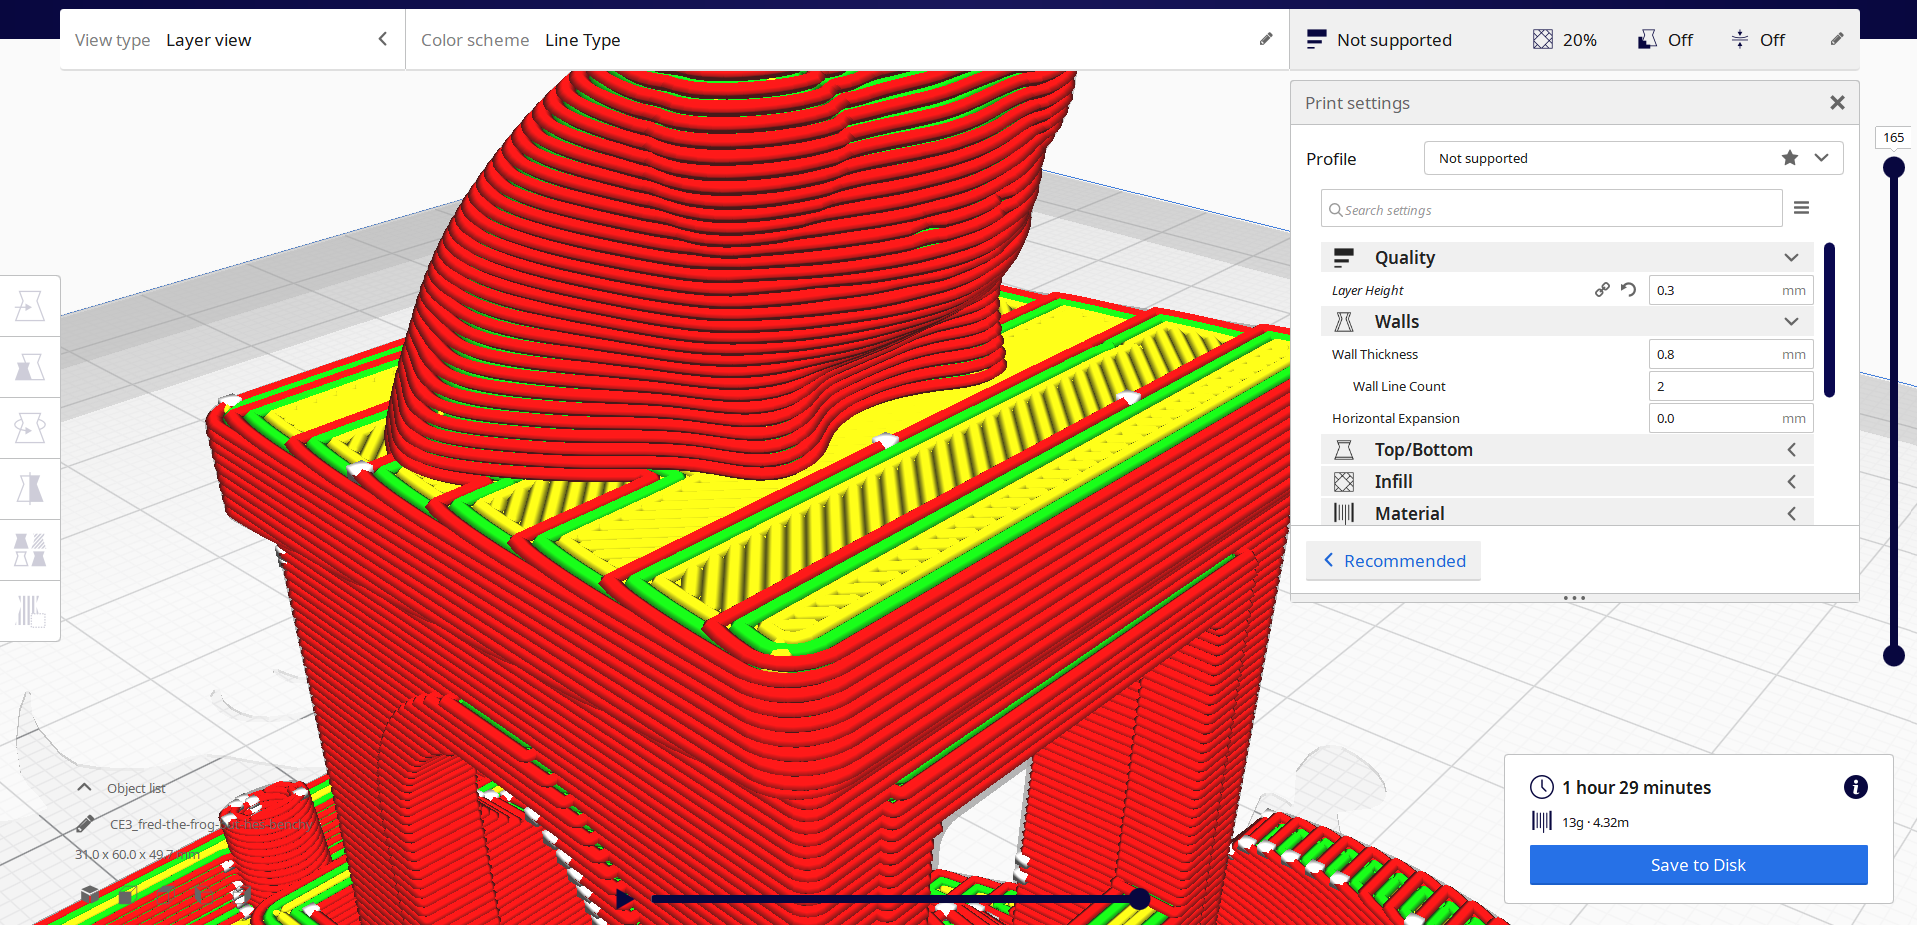 View type Layer view
Color scheme Line Type
Not supported 20% Off Off
Print settings
Profile Not supported
Search settings
Quality
Layer Height 0.3 mm
Walls
Wall Thickness 0.8 mm
Wall Line Count 2
Horizontal Expansion 0.0 mm
Top/Bottom
Infill
Material
Recommended
165
Object list
CE3_fred-the-frog- benchy
31.0 x 60.0 x 49.7 mm
1 hour 29 minutes
13g · 4.32m
Save to Disk